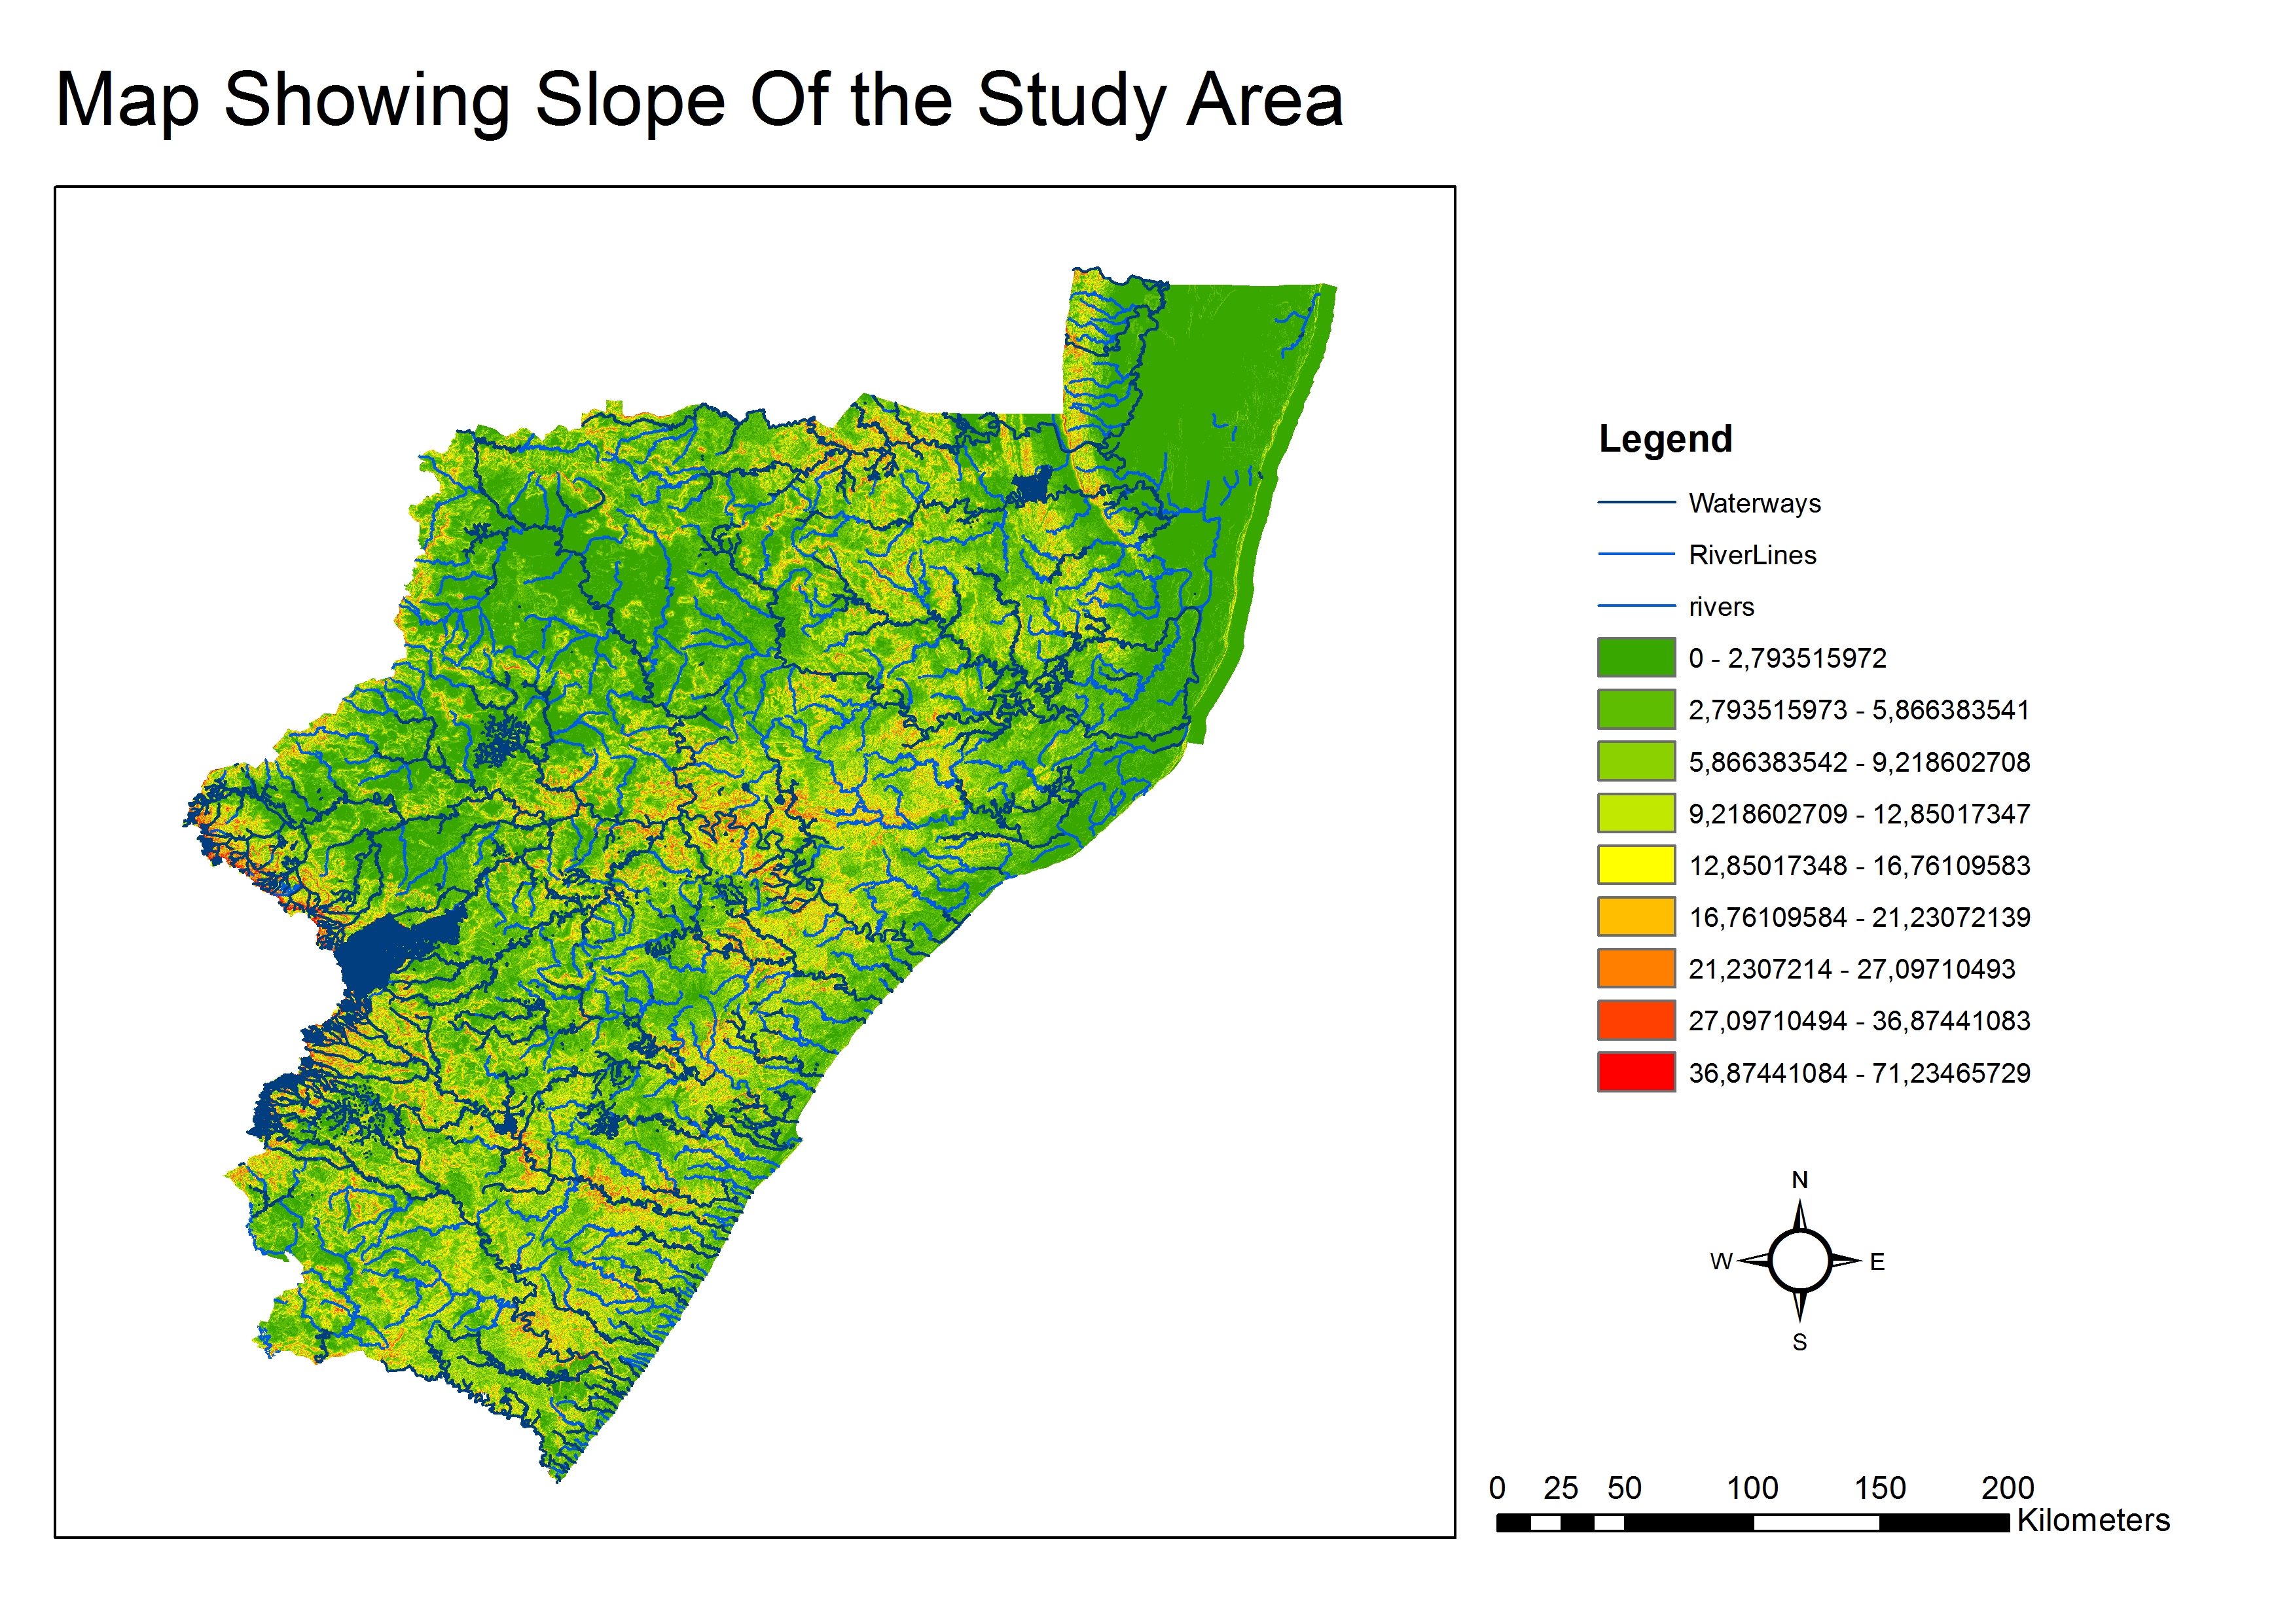 Map Showing Slope Of the Study Area
Legend
Waterways
RiverLines
rivers
0 - 2,793515972
2,793515973 - 5,866383541
5,866383542 - 9,218602708
9,218602709 - 12,85017347
12,85017348 - 16,76109583
16,76109584 - 21,23072139
21,2307214 - 27,09710493
27,09710494 - 36,87441083
36,87441084 - 71,23465729
N
W E
S
0 25 50 100 150 200
Kilometers